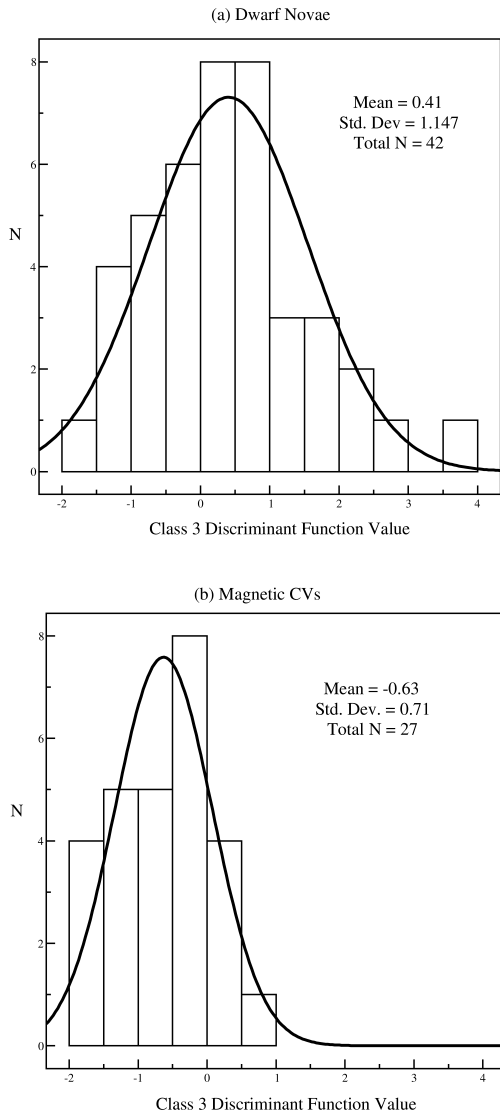 (a) Dwarf Novae
8
6
4
2
0
N
Mean = 0.41
Std. Dev = 1.147
Total N = 42
-2 -1 0 1 2 3 4
Class 3 Discriminant Function Value
(b) Magnetic CVs
8
6
4
2
0
N
Mean = -0.63
Std. Dev. = 0.71
Total N = 27
-2 -1 0 1 2 3 4
Class 3 Discriminant Function Value